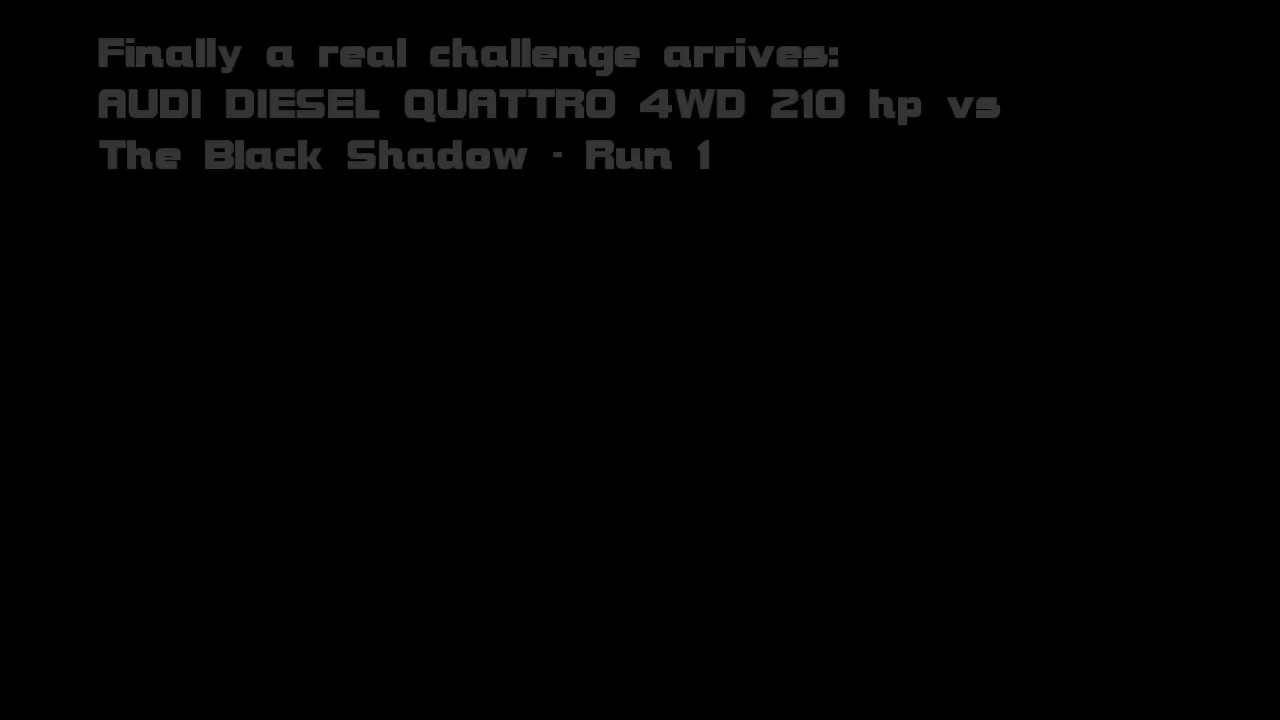 Finally a real challenge arrives:
AUDI DIESEL QUATTRO 4WD 210 hp vs
The Black Shadow - Run 1